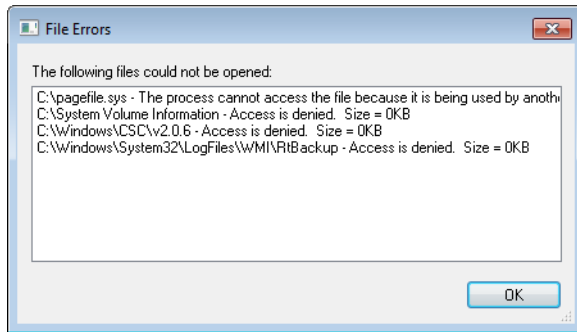 File Errors
The following files could not be opened:
C:\pagefile.sys - The process cannot access the file because it is being used by anoth
C:\System Volume Information - Access is denied.  Size = 0KB
C:\Windows\CSC\v2.0.6 - Access is denied.  Size = 0KB
C:\Windows\System32\LogFiles\WMI\RtBackup - Access is denied.  Size = 0KB
OK